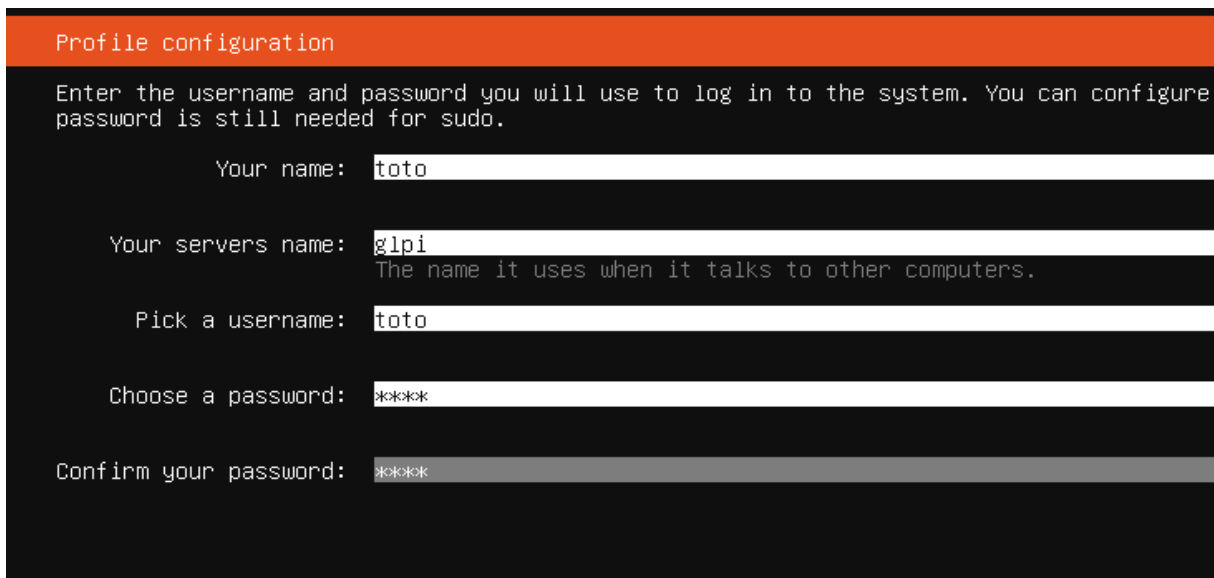 Profile configuration
Enter the username and password you will use to log in to the system. You can configure
password is still needed for sudo.
Your name: toto
Your servers name: glpi
The name it uses when it talks to other computers.
Pick a username: toto
Choose a password: ****
Confirm your password: ****